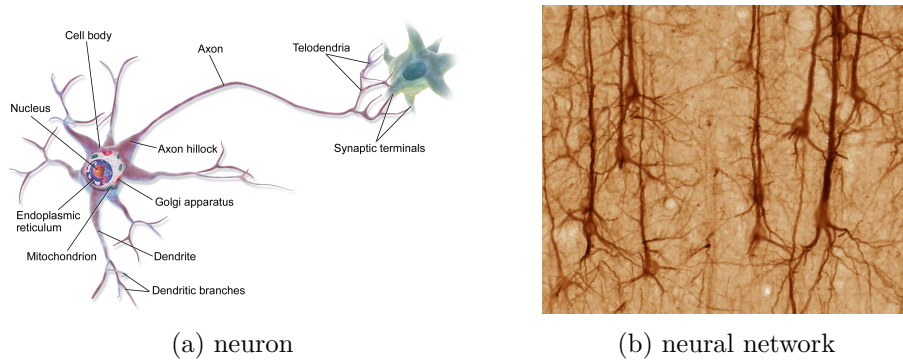 Cell body
Axon
Telodendria
Nucleus
Axon hillock
Synaptic terminals
Golgi apparatus
Endoplasmic
reticulum
Mitochondrion
Dendrite
Dendritic branches
(a) neuron
(b) neural network